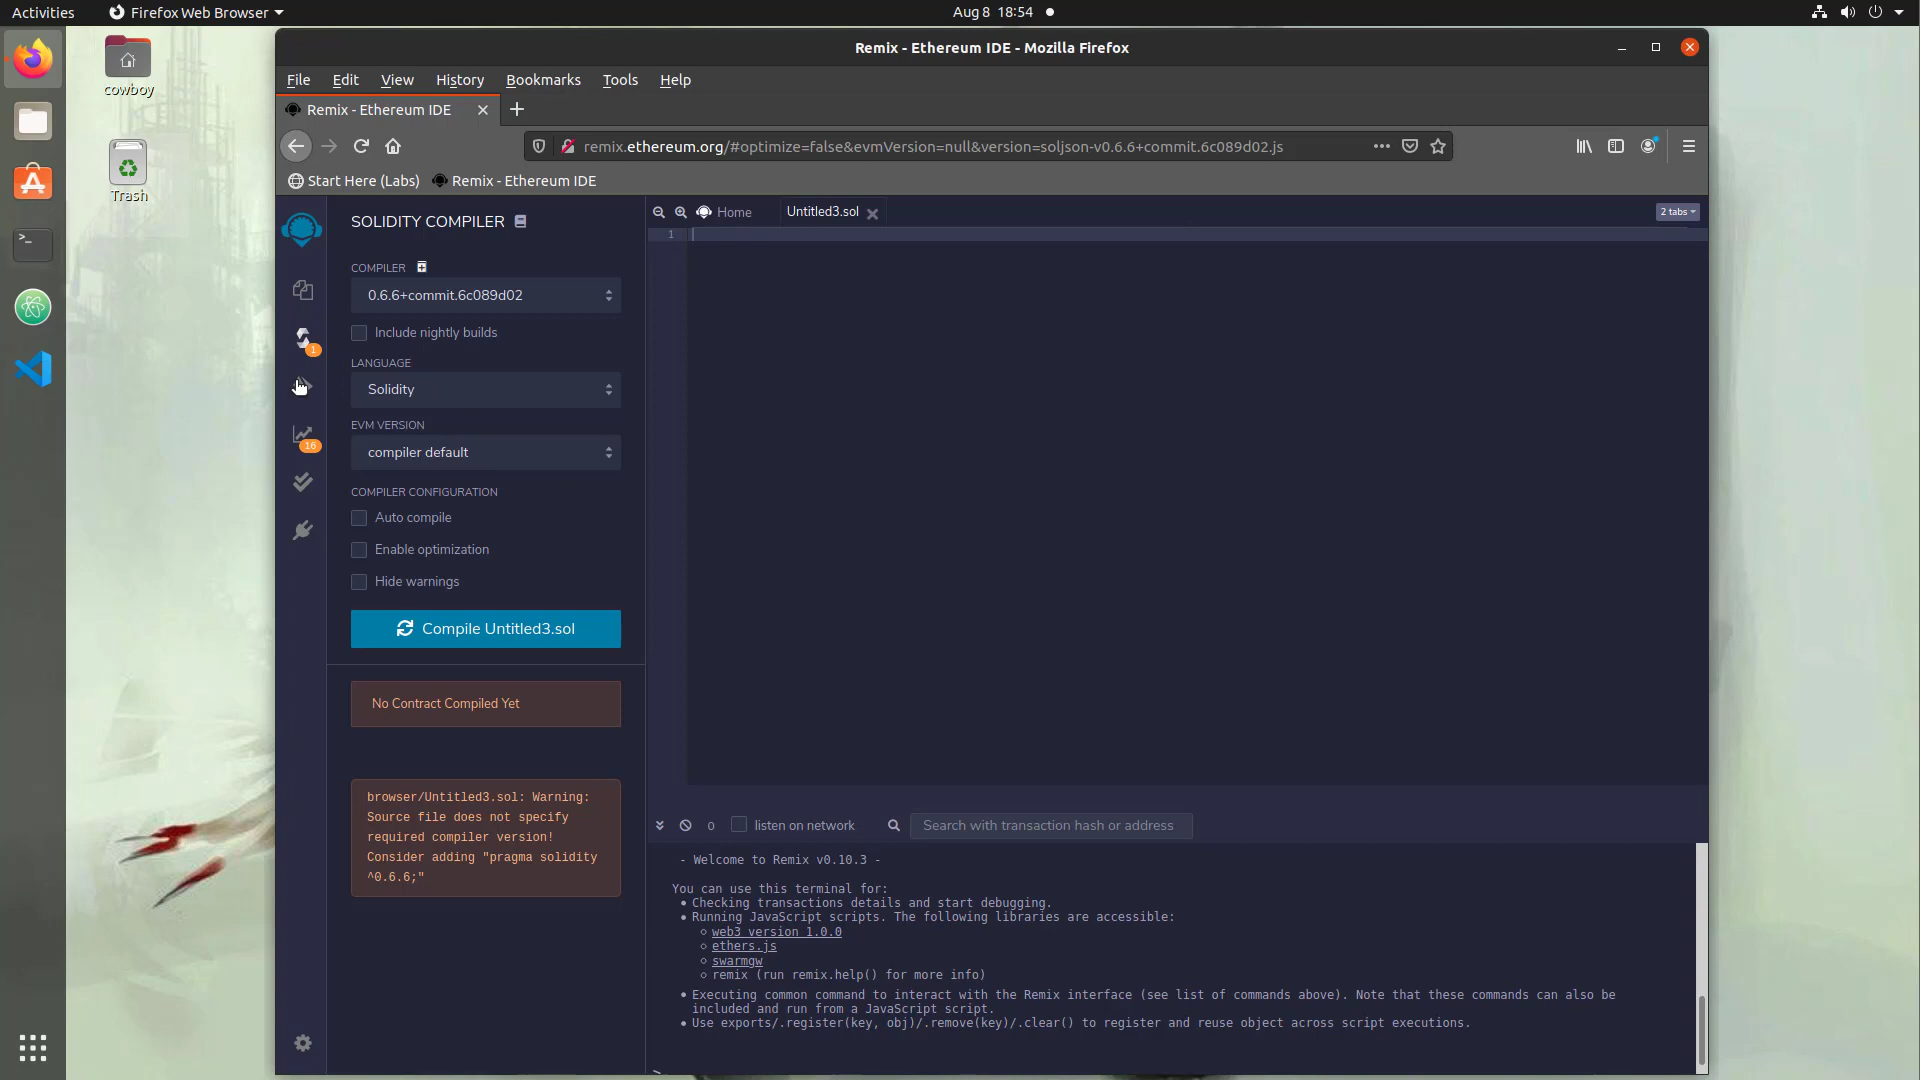 Activities
Firefox Web Browser
Aug 8 18:54
cowboy
Trash
Remix - Ethereum IDE - Mozilla Firefox
File Edit View History Bookmarks Tools Help
Remix - Ethereum IDE
remix.ethereum.org/#optimize=false&evmVersion=null&version=soljson-v0.6.6+commit.6c089d02.js
Start Here (Labs)
Remix - Ethereum IDE
1
16
SOLIDITY COMPILER
COMPILER
0.6.6+commit.6c089d02
Include nightly builds
LANGUAGE
Solidity
EVM VERSION
compiler default
COMPILER CONFIGURATION
Auto compile
Enable optimization
Hide warnings
Compile Untitled3.sol
No Contract Compiled Yet
browser/Untitled3.sol: Warning:
Source file does not specify
required compiler version!
Consider adding "pragma solidity
^0.6.6;"
Home
Untitled3.sol
2 tabs
1
0
listen on network
Search with transaction hash or address
- Welcome to Remix v0.10.3 -
You can use this terminal for:
• Checking transactions details and start debugging.
• Running JavaScript scripts. The following libraries are accessible:
○ web3 version 1.0.0
○ ethers.js
○ swarmgw
○ remix (run remix.help() for more info)
• Executing common command to interact with the Remix interface (see list of commands above). Note that these commands can also be
included and run from a JavaScript script.
• Use exports/.register(key, obj)/.remove(key)/.clear() to register and reuse object across script executions.